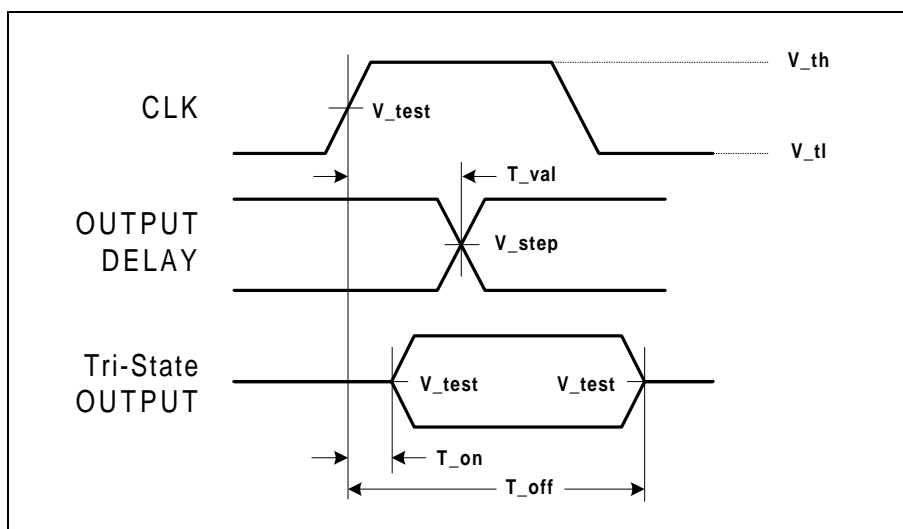 V_th
CLK
V_test
V_tl
T_val
OUTPUT
DELAY
V_step
Tri-State
OUTPUT
V_test
V_test
T_on
T_off